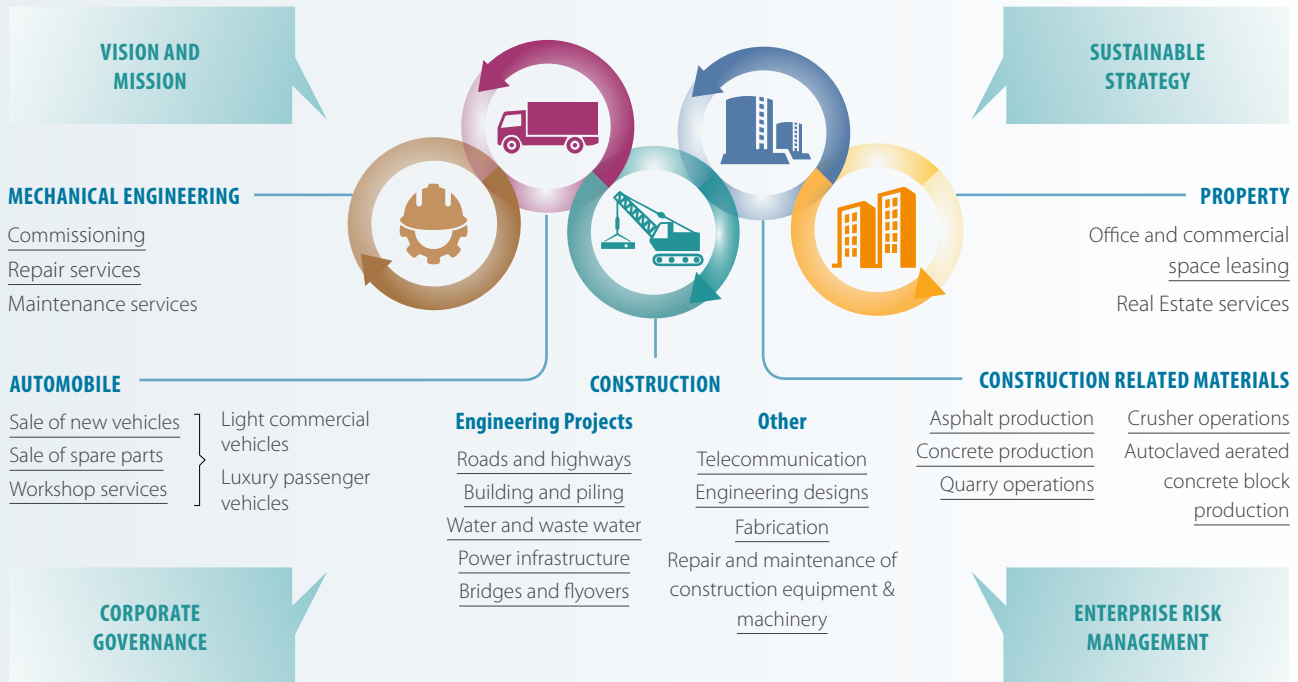 VISION AND
MISSION
SUSTAINABLE
STRATEGY
MECHANICAL ENGINEERING
Commissioning
Repair services
Maintenance services
PROPERTY
Office and commercial
space leasing
Real Estate services
AUTOMOBILE
Sale of new vehicles
Sale of spare parts
Workshop services
Light commercial
vehicles
Luxury passenger
vehicles
CONSTRUCTION
Engineering Projects
Roads and highways
Building and piling
Water and waste water
Power infrastructure
Bridges and flyovers
Other
Telecommunication
Engineering designs
Fabrication
Repair and maintenance of
construction equipment &
machinery
CONSTRUCTION RELATED MATERIALS
Asphalt production
Concrete production
Quarry operations
Crusher operations
Autoclaved aerated
concrete block
production
CORPORATE
GOVERNANCE
ENTERPRISE RISK
MANAGEMENT